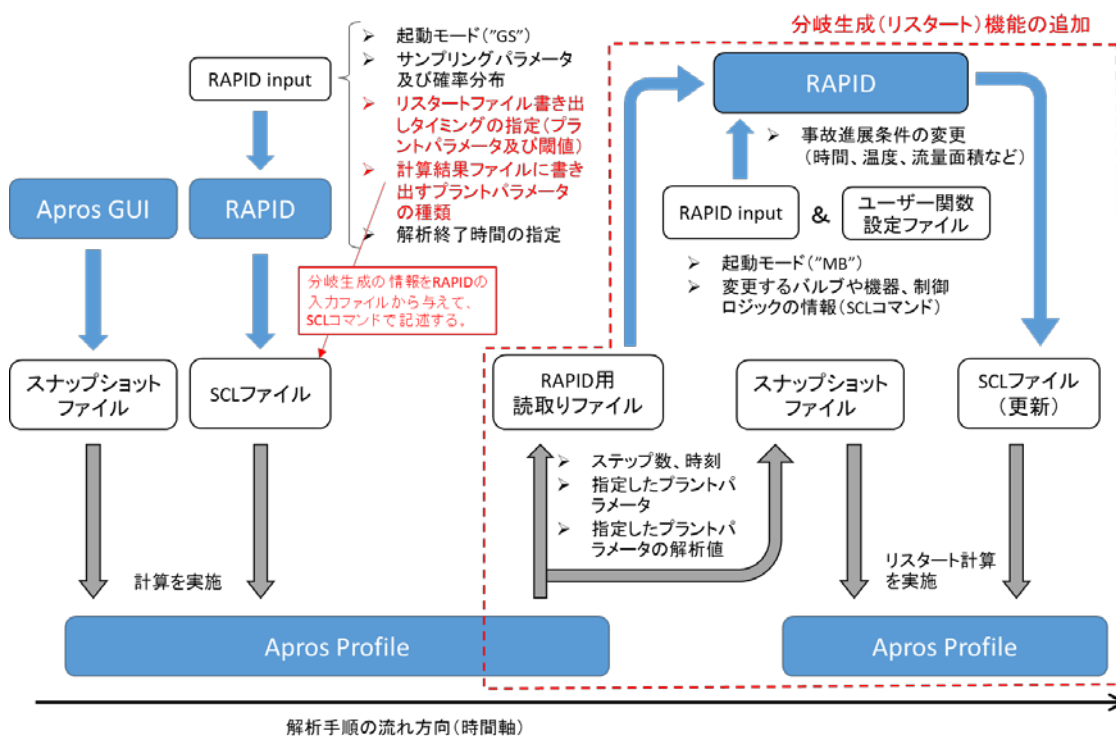 分岐生成(リスタート)機能の追加
RAPID input
➢ 起動モード("GS")
➢ サンプリングパラメータ
及び確率分布
➢ リスタートファイル書き出
しタイミングの指定(プラ
ントパラメータ及び閾値)
➢ 計算結果ファイルに書き
出すプラントパラメータ
の種類
➢ 解析終了時間の指定
Apros GUI
RAPID
分岐生成の情報をRAPIDの
入力ファイルから与えて、
SCLコマンドで記述する。
スナップショット
ファイル
SCLファイル
計算を実施
Apros Profile
RAPID
➢ 事故進展条件の変更
(時間、温度、流量面積など)
RAPID input
&
ユーザー関数
設定ファイル
➢ 起動モード("MB")
➢ 変更するバルブや機器、制御
ロジックの情報(SCLコマンド)
RAPID用
読取りファイル
スナップショット
ファイル
SCLファイル
(更新)
➢ ステップ数、時刻
➢ 指定したプラントパ
ラメータ
➢ 指定したプラントパ
ラメータの解析値
リスタート計算
を実施
Apros Profile
解析手順の流れ方向(時間軸)